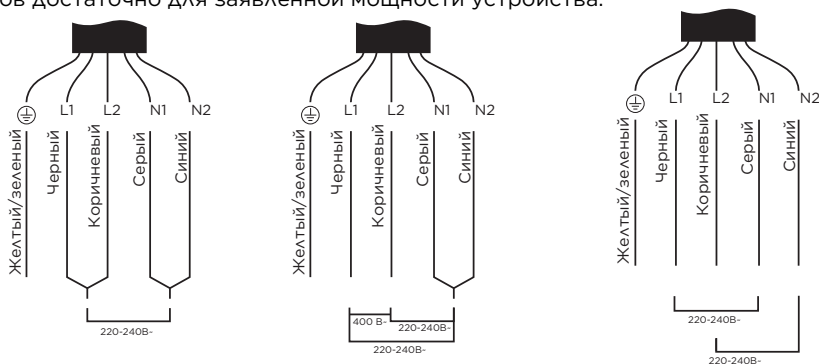 ов достаточно для заявленной мощности устройства.
L1 L2 N1 N2
Желтый/зеленый
Черный
Коричневый
Серый
Синий
220-240В~
L1 L2 N1 N2
Желтый/зеленый
Черный
Коричневый
Серый
Синий
400 В~
220-240В~
220-240В~
L1 L2 N1 N2
Желтый/зеленый
Черный
Коричневый
Серый
Синий
220-240В~
220-240В~